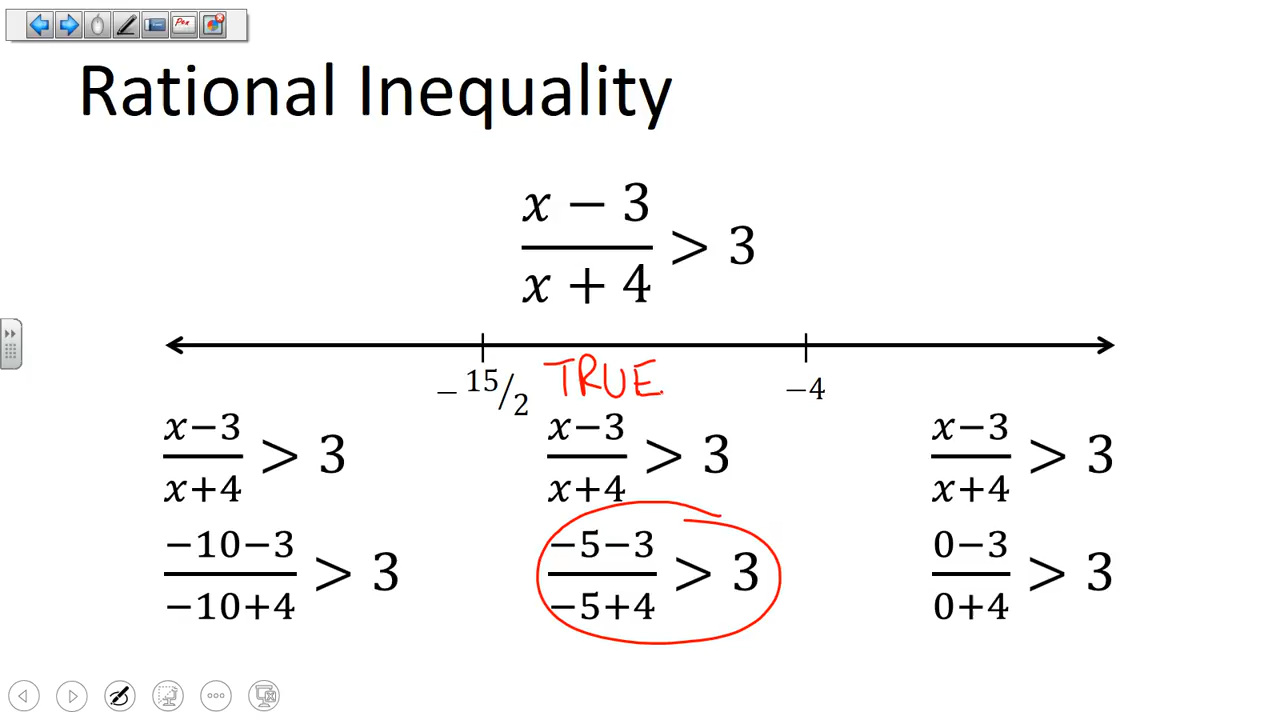 Rational Inequality
x − 3
x + 4
> 3
−15/2
TRUE
−4
x−3
x+4
> 3
x−3
x+4
> 3
x−3
x+4
> 3
−10−3
−10+4
> 3
−5−3
−5+4
> 3
0−3
0+4
> 3